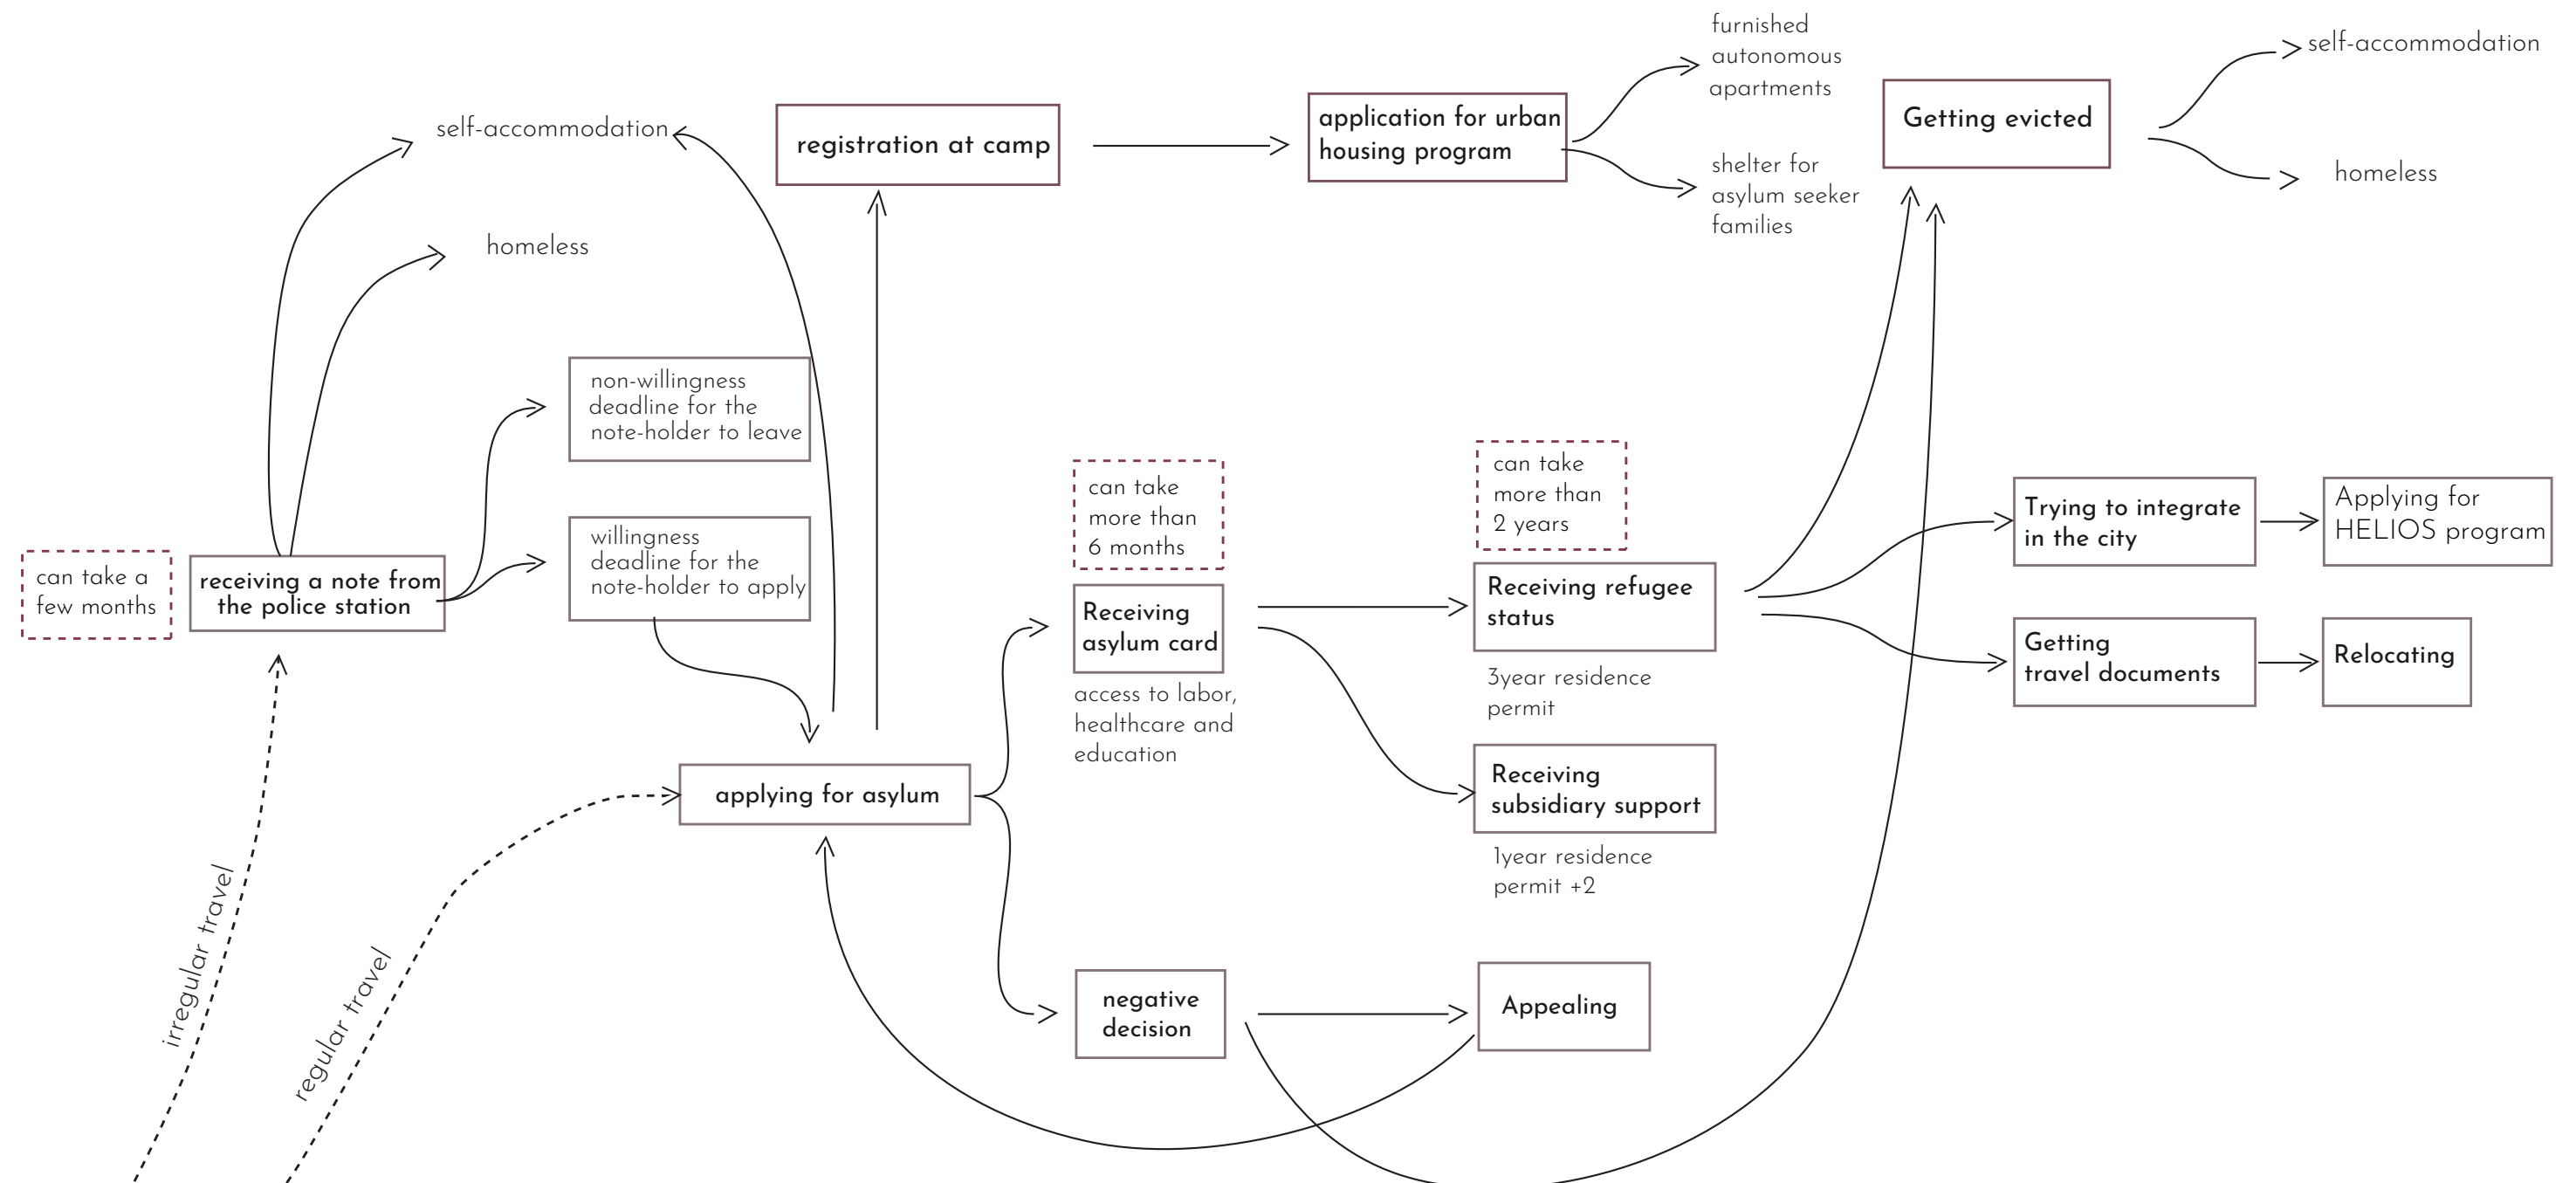 furnished
autonomous
apartments
self-accommodation
self-accommodation
registration at camp
application for urban
housing program
Getting evicted
shelter for
asylum seeker
families
homeless
homeless
non-willingness
deadline for the
note-holder to leave
willingness
deadline for the
note-holder to apply
can take a
few months
receiving a note from
the police station
can take
more than
6 months
can take
more than
2 years
Receiving
asylum card
access to labor,
healthcare and
education
Receiving refugee
status
3year residence
permit
Trying to integrate
in the city
Applying for
HELIOS program
Getting
travel documents
Relocating
applying for asylum
Receiving
subsidiary support
1year residence
permit +2
irregular travel
regular travel
negative
decision
Appealing